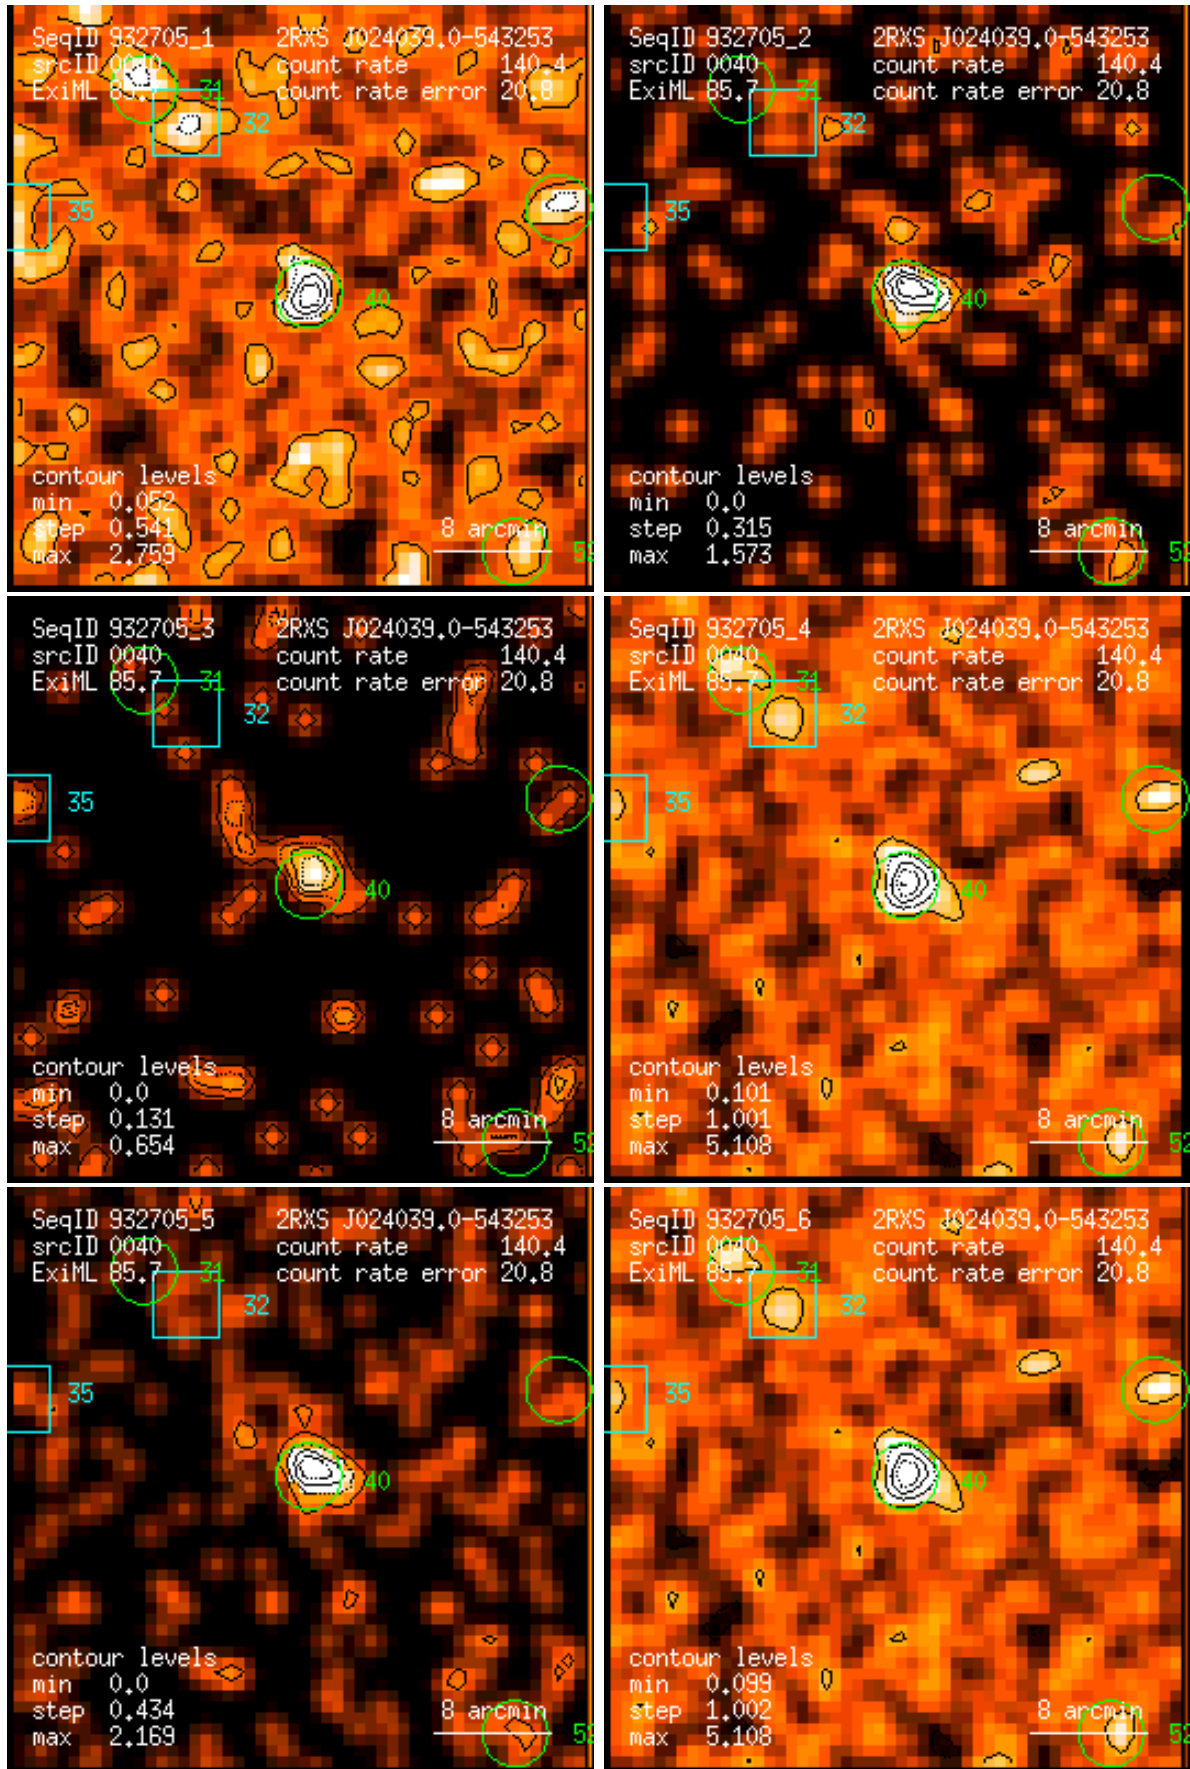 SeqID 932705_1 2RXS J024039.0-543253
srcID 0040 count rate 140.4
ExiML 85.7 31 count rate error 20.8
32
35
40
contour levels
min 0.052
step 0.541 8 arcmin
max 2.759 52
SeqID 932705_2 2RXS J024039.0-543253
srcID 0040 count rate 140.4
ExiML 85.7 31 count rate error 20.8
32
35
40
contour levels
min 0.0
step 0.315 8 arcmin
max 1.573
SeqID 932705_3 2RXS J024039.0-543253
srcID 0040 count rate 140.4
ExiML 85.7 31 count rate error 20.8
32
35
40
contour levels
min 0.0
step 0.131 8 arcmin
max 0.654 52
SeqID 932705_4 2RXS J024039.0-543253
srcID 0040 count rate 140.4
ExiML 85.7 31 count rate error 20.8
32
35
40
contour levels
min 0.101
step 1.001 8 arcmin
max 5.108
SeqID 932705_5 2RXS J024039.0-543253
srcID 0040 count rate 140.4
ExiML 85.7 31 count rate error 20.8
32
35
40
contour levels
min 0.0
step 0.434 8 arcmin
max 2.169 52
SeqID 932705_6 2RXS J024039.0-543253
srcID 0040 count rate 140.4
ExiML 85.7 31 count rate error 20.8
32
35
40
contour levels
min 0.099
step 1.002 8 arcmin
max 5.108